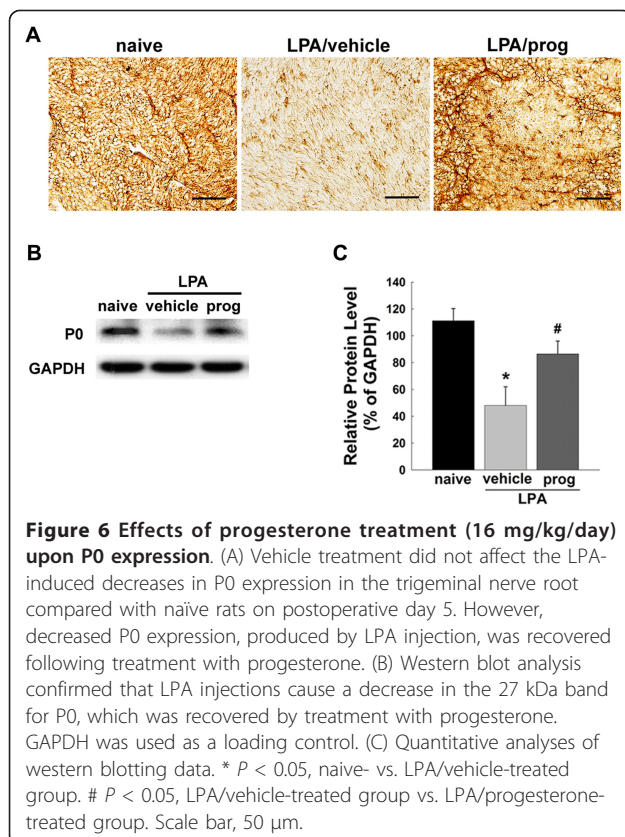 A
naive LPA/vehicle LPA/prog
B
LPA
naive vehicle prog
P0
GAPDH
C
Relative Protein Level
(% of GAPDH)
140
120
100
80
60
40
20
0
*
#
naive vehicle prog
LPA
Figure 6 Effects of progesterone treatment (16 mg/kg/day)
upon P0 expression. (A) Vehicle treatment did not affect the LPA-
induced decreases in P0 expression in the trigeminal nerve root
compared with naïve rats on postoperative day 5. However,
decreased P0 expression, produced by LPA injection, was recovered
following treatment with progesterone. (B) Western blot analysis
confirmed that LPA injections cause a decrease in the 27 kDa band
for P0, which was recovered by treatment with progesterone.
GAPDH was used as a loading control. (C) Quantitative analyses of
western blotting data. * P < 0.05, naive- vs. LPA/vehicle-treated
group. # P < 0.05, LPA/vehicle-treated group vs. LPA/progesterone-
treated group. Scale bar, 50 μm.